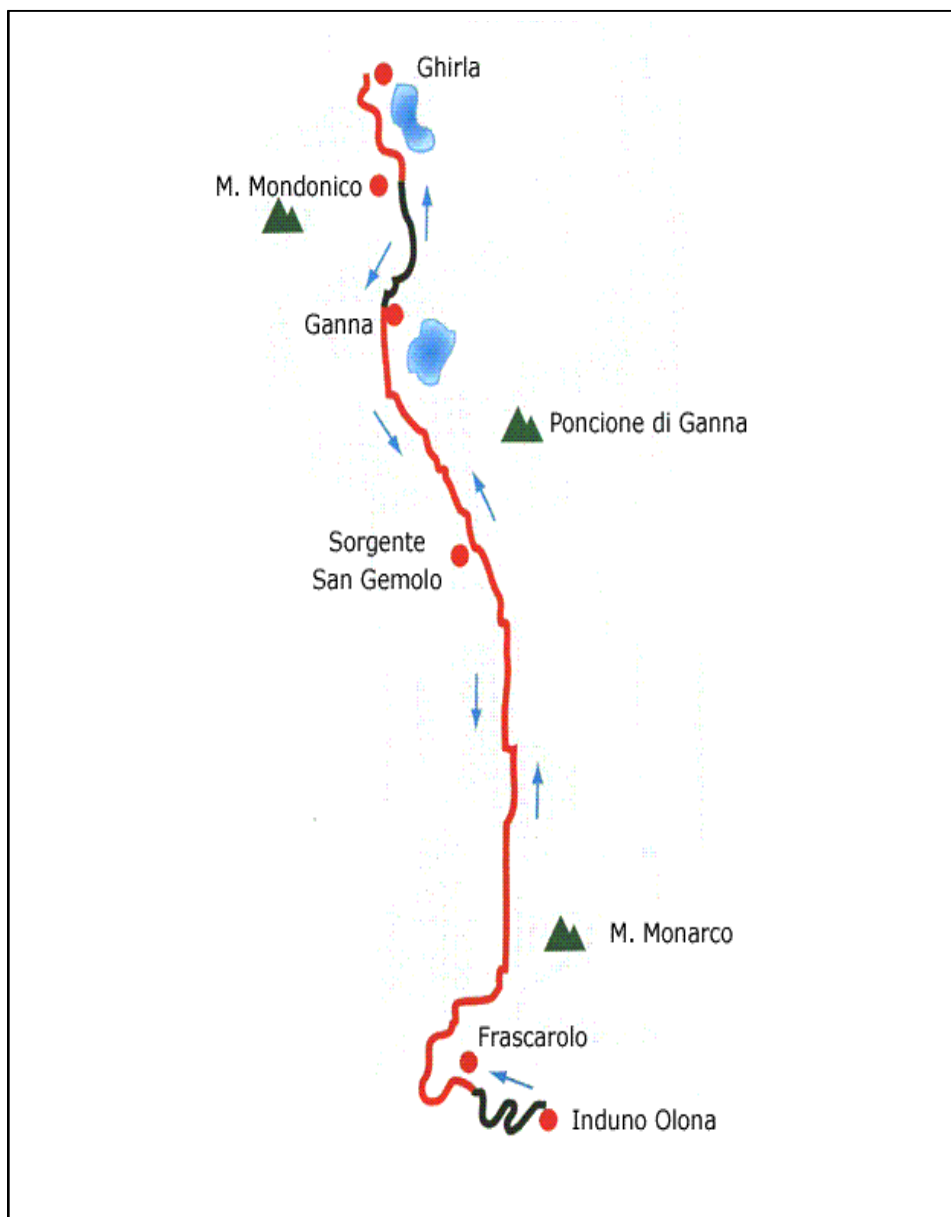 Ghirla
M. Mondonico
Ganna
Poncione di Ganna
Sorgente
San Gemolo
M. Monarco
Frascarolo
Induno Olona